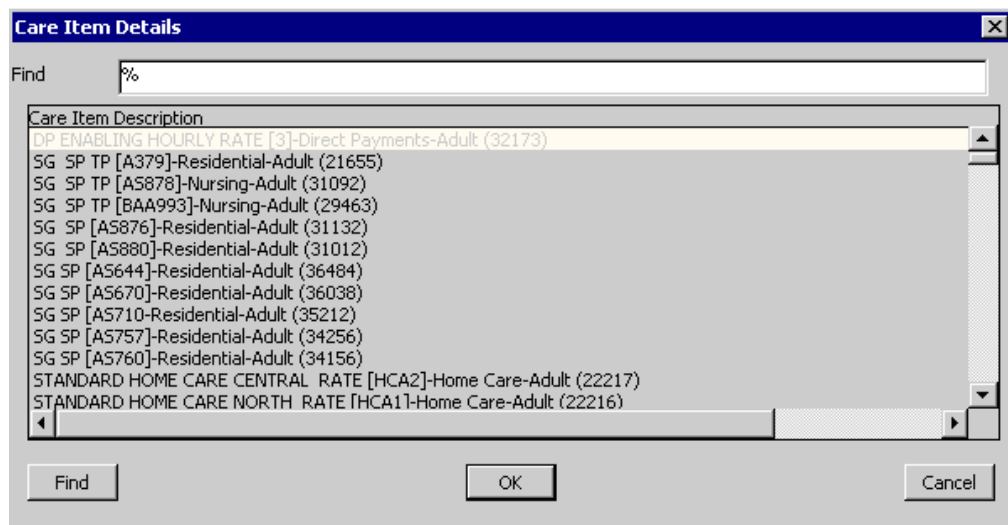 Care Item Details
Find %
Care Item Description
DP ENABLING HOURLY RATE [3]-Direct Payments-Adult (32173)
SG  SP TP [A379]-Residential-Adult (21655)
SG  SP TP [AS878]-Nursing-Adult (31092)
SG  SP TP [BAA993]-Nursing-Adult (29463)
SG  SP [AS876]-Residential-Adult (31132)
SG  SP [AS880]-Residential-Adult (31012)
SG SP [AS644]-Residential-Adult (36484)
SG SP [AS670]-Residential-Adult (36038)
SG SP [AS710-Residential-Adult (35212)
SG SP [AS757]-Residential-Adult (34256)
SG SP [AS760]-Residential-Adult (34156)
STANDARD HOME CARE CENTRAL  RATE [HCA2]-Home Care-Adult (22217)
STANDARD HOME CARE NORTH  RATE [HCA1]-Home Care-Adult (22216)
Find OK Cancel